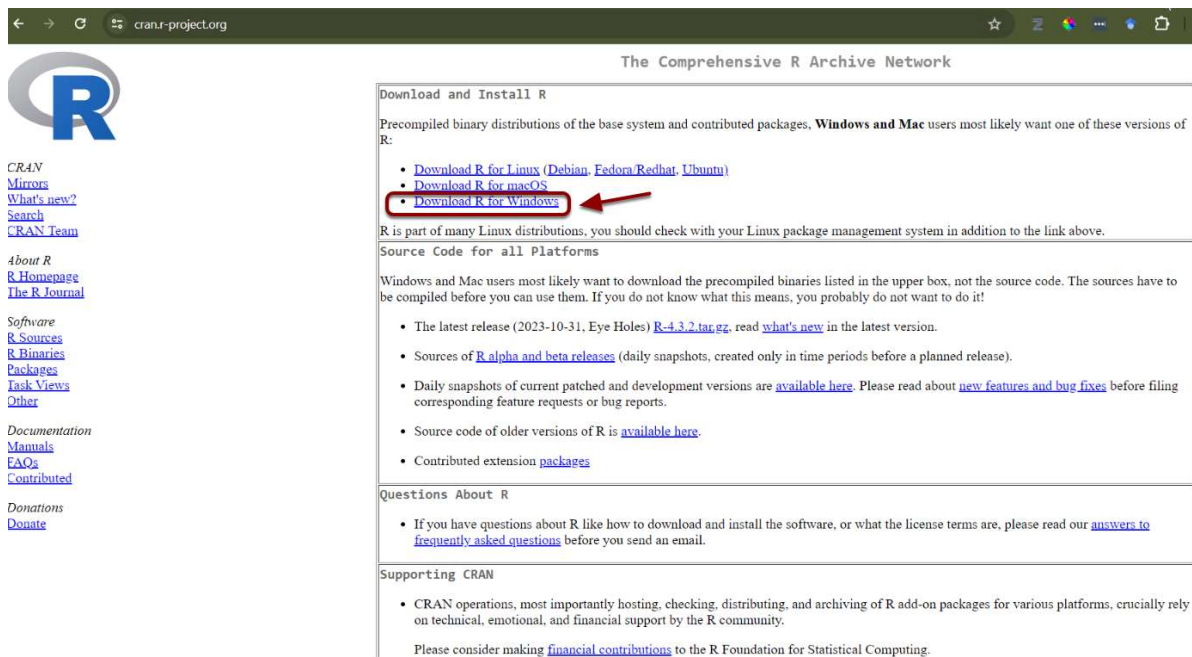 cran.r-project.org
R
The Comprehensive R Archive Network
CRAN
Mirrors
What's new?
Search
CRAN Team
About R
R Homepage
The R Journal
Software
R Sources
R Binaries
Packages
Task Views
Other
Documentation
Manuals
FAQs
Contributed
Donations
Donate
Download and Install R
Precompiled binary distributions of the base system and contributed packages, Windows and Mac users most likely want one of these versions of
R:
• Download R for Linux (Debian, Fedora/Redhat, Ubuntu)
• Download R for macOS
• Download R for Windows
R is part of many Linux distributions, you should check with your Linux package management system in addition to the link above.
Source Code for all Platforms
Windows and Mac users most likely want to download the precompiled binaries listed in the upper box, not the source code. The sources have to
be compiled before you can use them. If you do not know what this means, you probably do not want to do it!
• The latest release (2023-10-31, Eye Holes) R-4.3.2.tar.gz, read what's new in the latest version.
• Sources of R alpha and beta releases (daily snapshots, created only in time periods before a planned release).
• Daily snapshots of current patched and development versions are available here. Please read about new features and bug fixes before filing
corresponding feature requests or bug reports.
• Source code of older versions of R is available here.
• Contributed extension packages
Questions About R
• If you have questions about R like how to download and install the software, or what the license terms are, please read our answers to
frequently asked questions before you send an email.
Supporting CRAN
• CRAN operations, most importantly hosting, checking, distributing, and archiving of R add-on packages for various platforms, crucially rely
on technical, emotional, and financial support by the R community.
Please consider making financial contributions to the R Foundation for Statistical Computing.